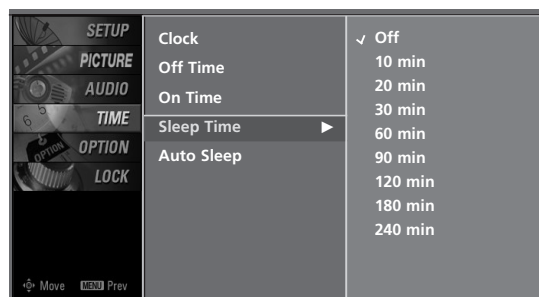 SETUP
PICTURE
AUDIO
TIME
OPTION
LOCK
Move MENU Prev
Clock
Off Time
On Time
Sleep Time
Auto Sleep
Off
10 min
20 min
30 min
60 min
90 min
120 min
180 min
240 min